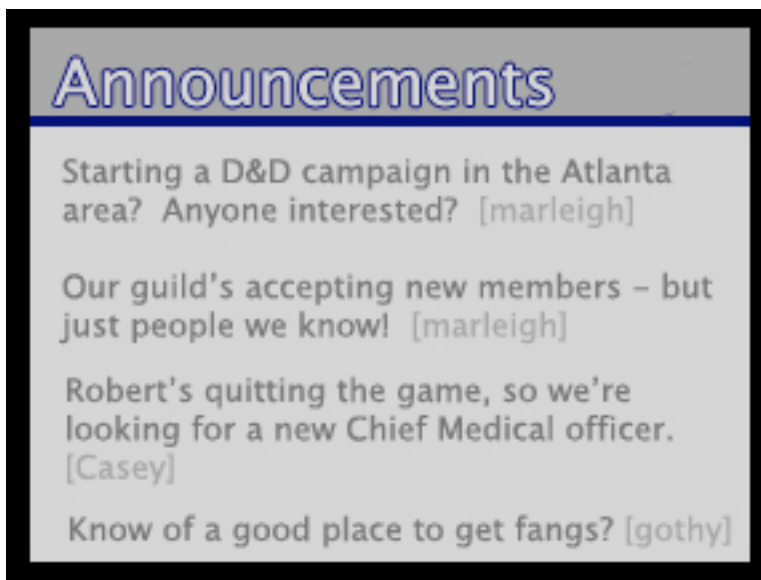 Announcements
Starting a D&D campaign in the Atlanta
area?  Anyone interested?  [marleigh]
Our guild's accepting new members – but
just people we know!  [marleigh]
Robert's quitting the game, so we're
looking for a new Chief Medical officer.
[Casey]
Know of a good place to get fangs? [gothy]